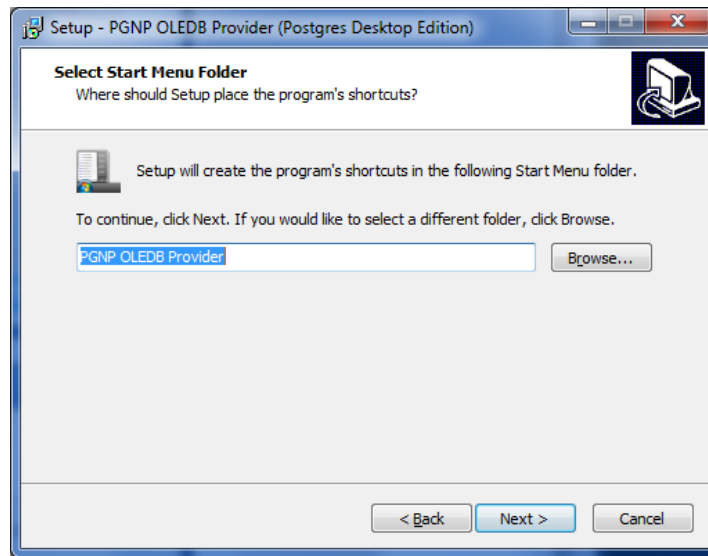 Setup - PGNP OLEDB Provider (Postgres Desktop Edition)
Select Start Menu Folder
Where should Setup place the program's shortcuts?
Setup will create the program's shortcuts in the following Start Menu folder.
To continue, click Next. If you would like to select a different folder, click Browse.
PGNP OLEDB Provider
Browse...
< Back
Next >
Cancel